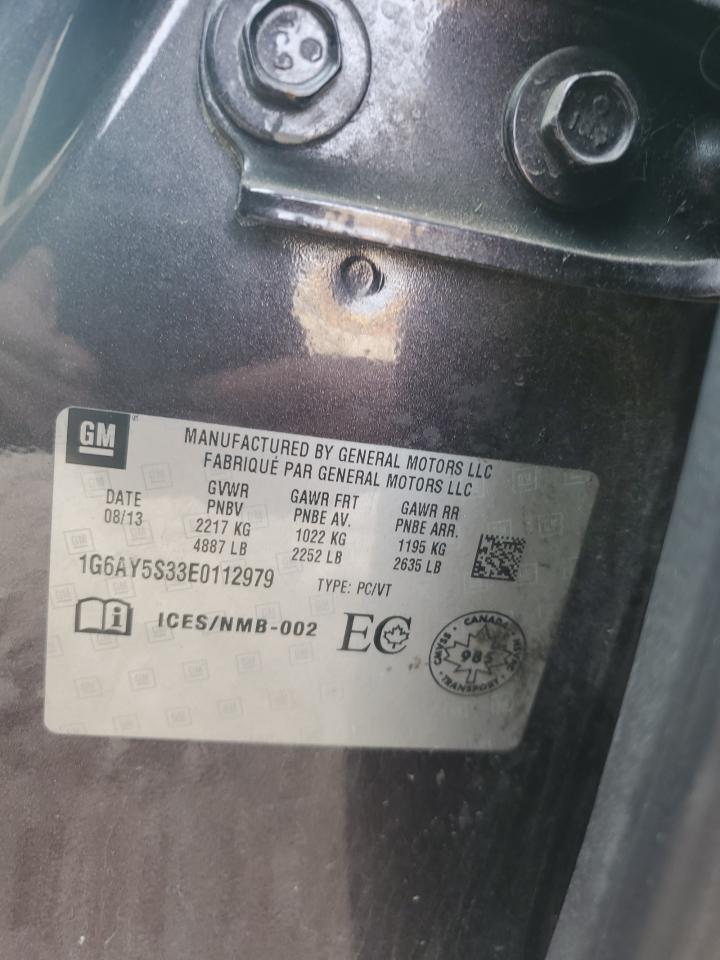 GM
MANUFACTURED BY GENERAL MOTORS LLC
FABRIQUÉ PAR GENERAL MOTORS LLC
DATE
08/13
GVWR
PNBV
2217 KG
4887 LB
GAWR FRT
PNBE AV.
1022 KG
2252 LB
GAWR RR
PNBE ARR.
1195 KG
2635 LB
1G6AY5S33E0112979
TYPE: PC/VT
i
ICES/NMB-002
EC
CANADA
TRANSPORT